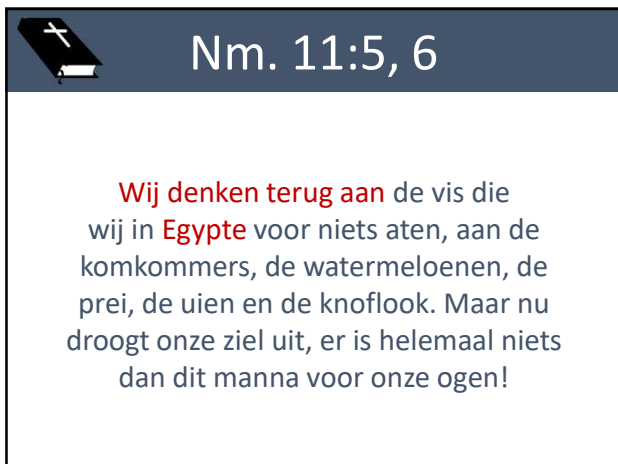 Nm. 11:5, 6
Wij denken terug aan de vis die
wij in Egypte voor niets aten, aan de
komkommers, de watermeloenen, de
prei, de uien en de knoflook. Maar nu
droogt onze ziel uit, er is helemaal niets
dan dit manna voor onze ogen!